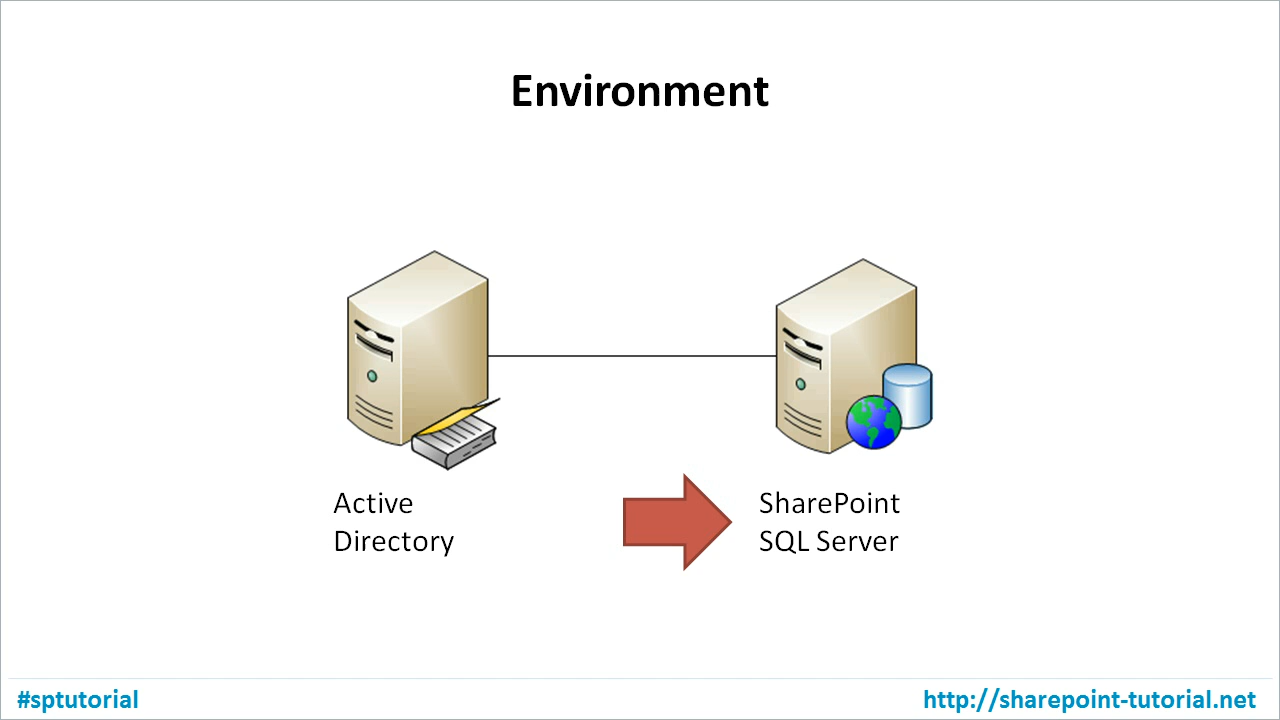 Environment
Active
Directory
SharePoint
SQL Server
#sptutorial
http://sharepoint-tutorial.net